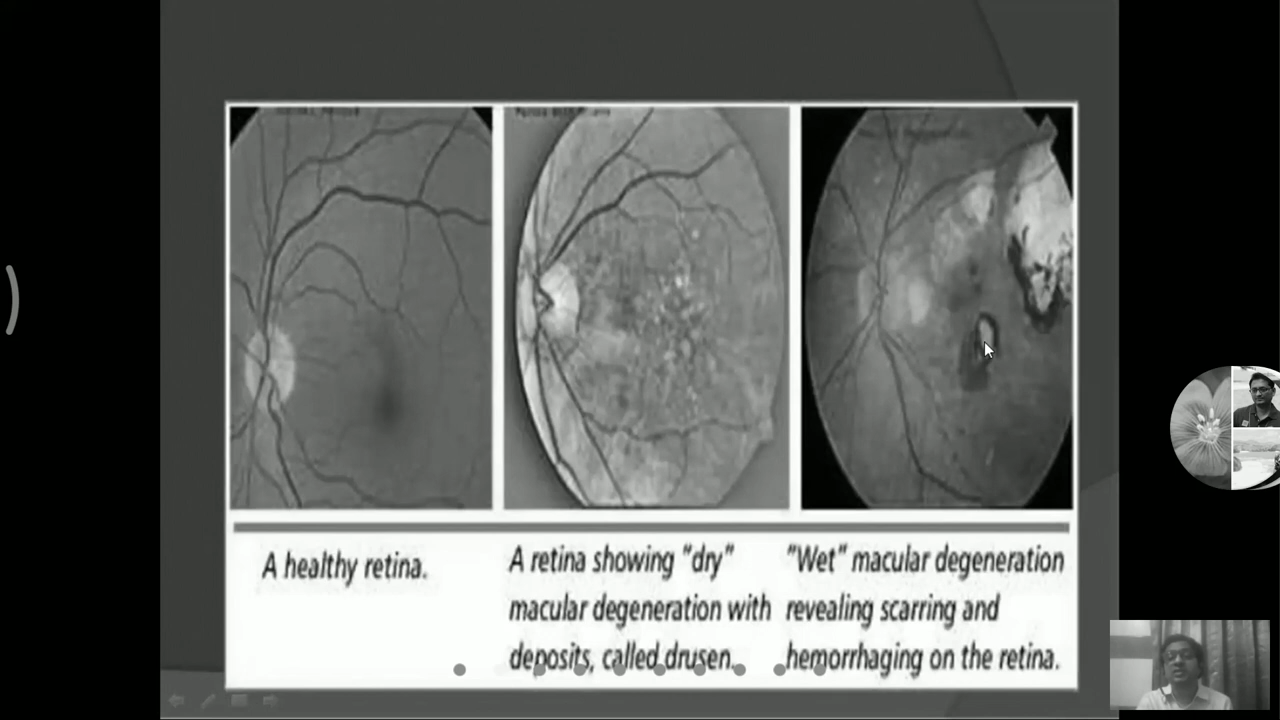 A healthy retina.
A retina showing "dry"
macular degeneration with
deposits, called drusen.
"Wet" macular degeneration
revealing scarring and
hemorrhaging on the retina.